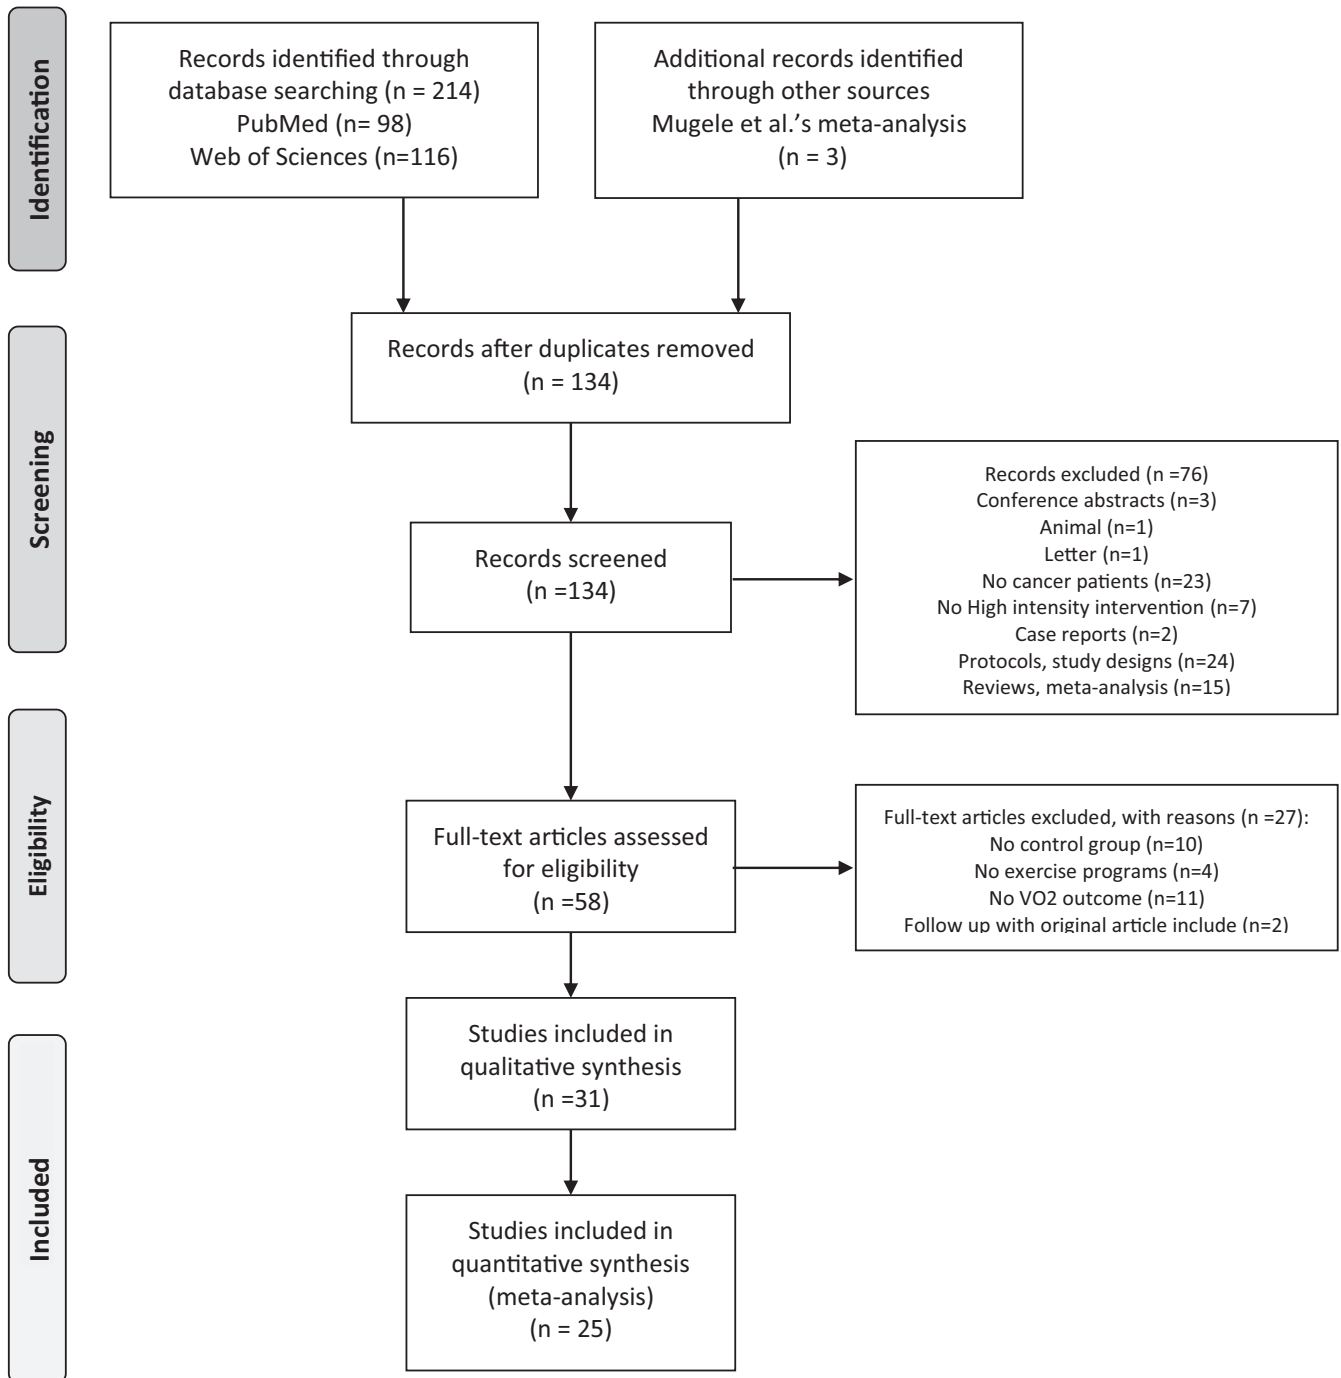 Identification
Records identified through
database searching (n = 214)
PubMed (n= 98)
Web of Sciences (n=116)
Additional records identified
through other sources
Mugele et al.’s meta-analysis
(n = 3)
Records after duplicates removed
(n = 134)
Screening
Records screened
(n =134)
Records excluded (n =76)
Conference abstracts (n=3)
Animal (n=1)
Letter (n=1)
No cancer patients (n=23)
No High intensity intervention (n=7)
Case reports (n=2)
Protocols, study designs (n=24)
Reviews, meta-analysis (n=15)
Eligibility
Full-text articles assessed
for eligibility
(n =58)
Full-text articles excluded, with reasons (n =27):
No control group (n=10)
No exercise programs (n=4)
No VO2 outcome (n=11)
Follow up with original article include (n=2)
Studies included in
qualitative synthesis
(n =31)
Included
Studies included in
quantitative synthesis
(meta-analysis)
(n = 25)